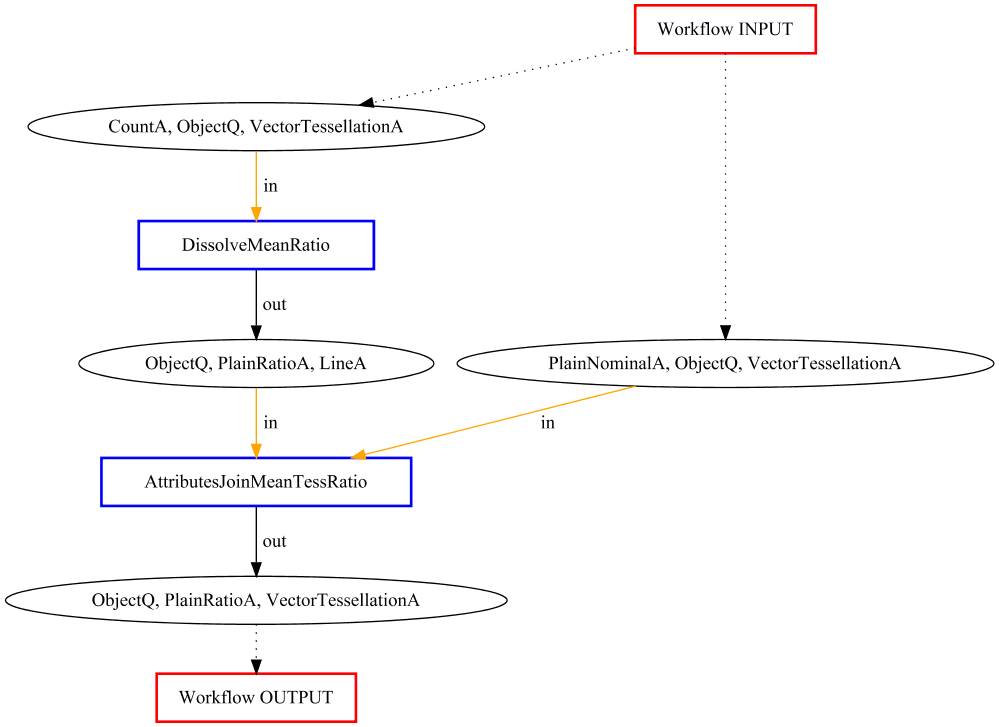 Workflow INPUT
CountA, ObjectQ, VectorTessellationA
in
DissolveMeanRatio
out
ObjectQ, PlainRatioA, LineA
PlainNominalA, ObjectQ, VectorTessellationA
in
in
AttributesJoinMeanTessRatio
out
ObjectQ, PlainRatioA, VectorTessellationA
Workflow OUTPUT